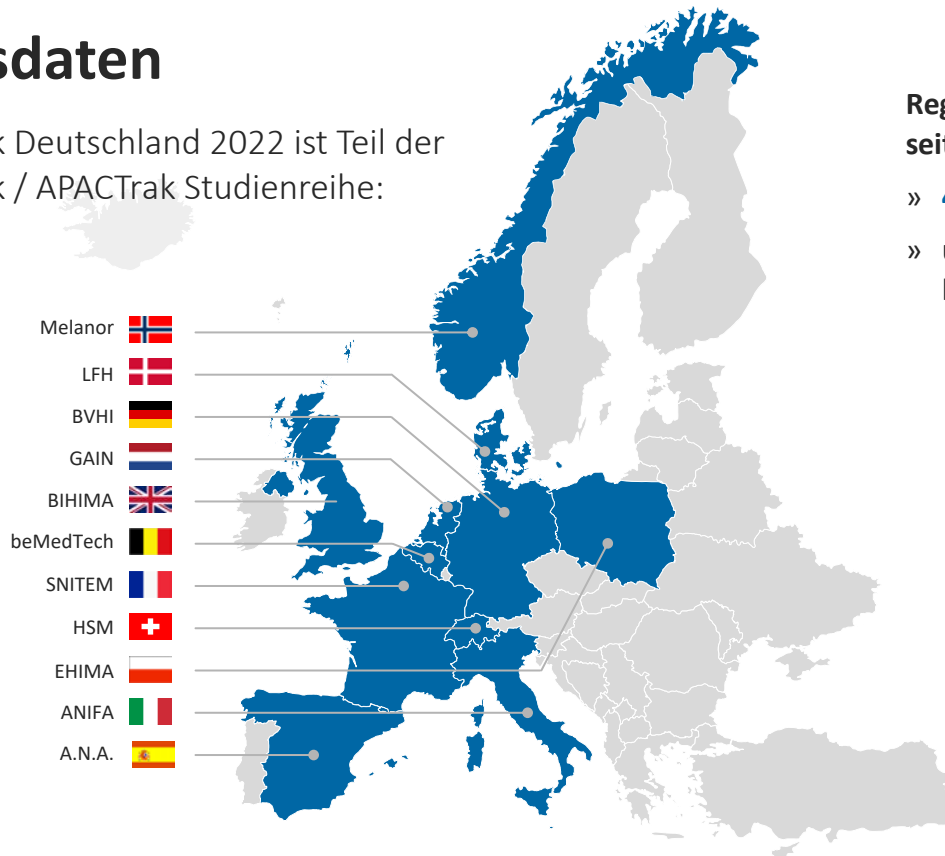 sdaten
k Deutschland 2022 ist Teil der
k / APACTrak Studienreihe:
Reg
seit
»
»
Melanor
LFH
BVHI
GAIN
BIHIMA
beMedTech
SNITEM
HSM
EHIMA
ANIFA
A.N.A.